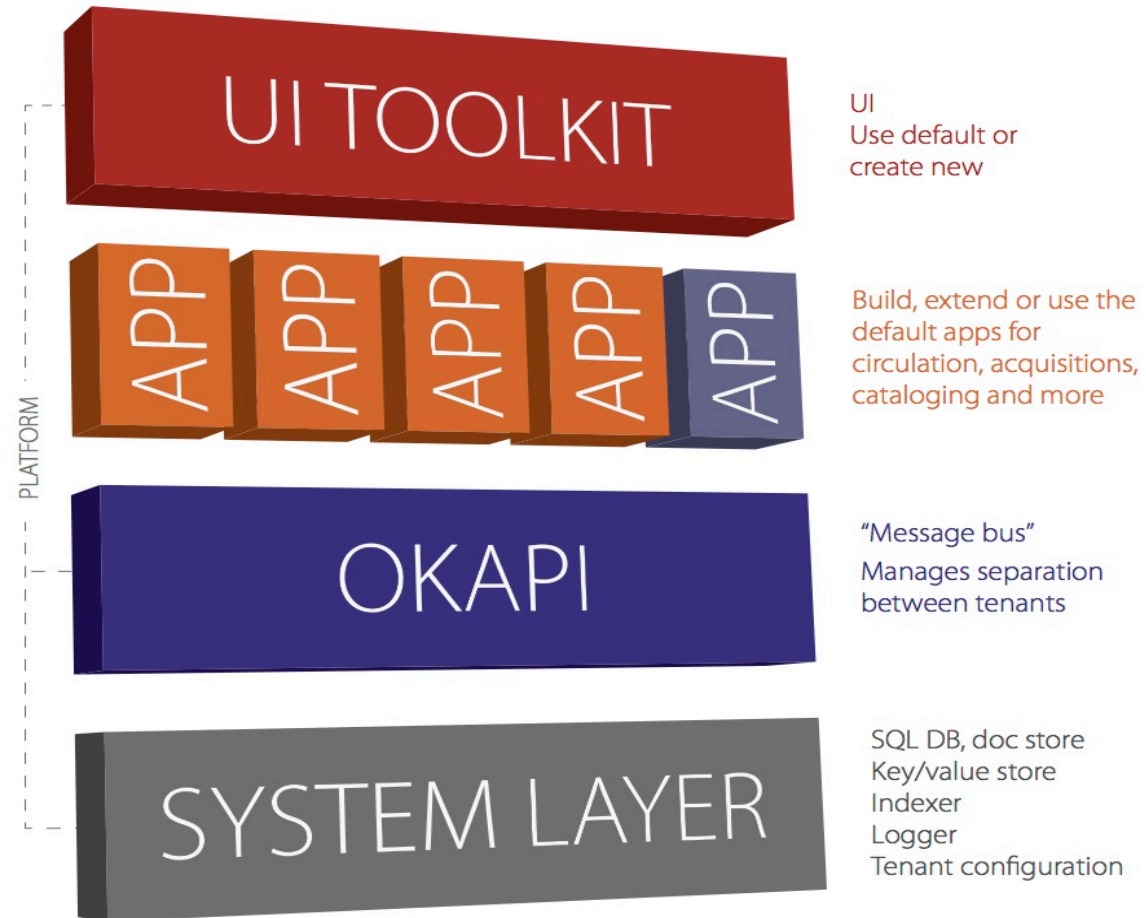 UI TOOLKIT
UI
Use default or
create new
APP
APP
APP
APP
APP
Build, extend or use the
default apps for
circulation, acquisitions,
cataloging and more
PLATFORM
OKAPI
“Message bus”
Manages separation
between tenants
SYSTEM LAYER
SQL DB, doc store
Key/value store
Indexer
Logger
Tenant configuration